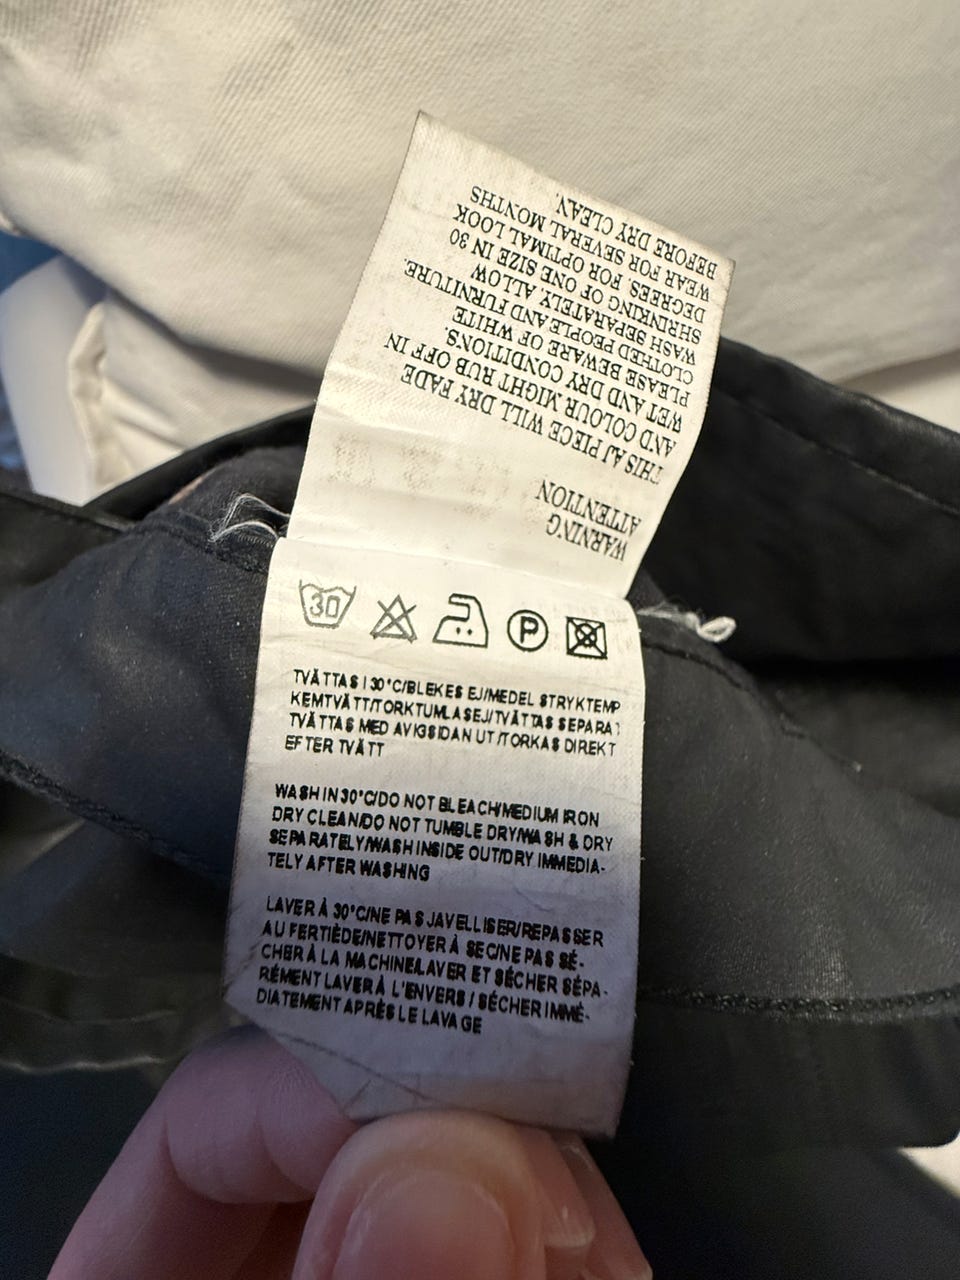 WARNING
ATTENTION
THIS AJ PIECE WILL DRY FADE
AND COLOUR MIGHT RUB OFF IN
WET AND DRY CONDITIONS.
PLEASE BEWARE OF WHITE
CLOTHED PEOPLE AND FURNITURE.
WASH SEPARATELY. ALLOW
SHRINKING OF ONE SIZE IN 30
DEGREES. FOR OPTIMAL LOOK
WEAR FOR SEVERAL MONTHS
BEFORE DRY CLEAN.
30
P
TVÄTTAS I 30°C/BLEKES EJ/MEDEL STRYKTEMP
KEMTVÄTT/TORKTUMLAS EJ/TVÄTTAS SEPARAT
TVÄTTAS MED AVIGSIDAN UT/TORKAS DIREKT
EFTER TVÄTT
WASH IN 30°C/DO NOT BLEACH/MEDIUM IRON
DRY CLEAN/DO NOT TUMBLE DRY/WASH & DRY
SEPARATELY/WASH INSIDE OUT/DRY IMMEDIA-
TELY AFTER WASHING
LAVER À 30°C/NE PAS JAVELLISER/REPASSER
AU FERTIÈDE/NETTOYER À SEC/NE PAS SÉ-
CHER À LA MACHINE/LAVER ET SÉCHER SÉPA-
RÉMENT LAVER À L'ENVERS / SÉCHER IMMÉ-
DIATEMENT APRÈS LE LAVAGE